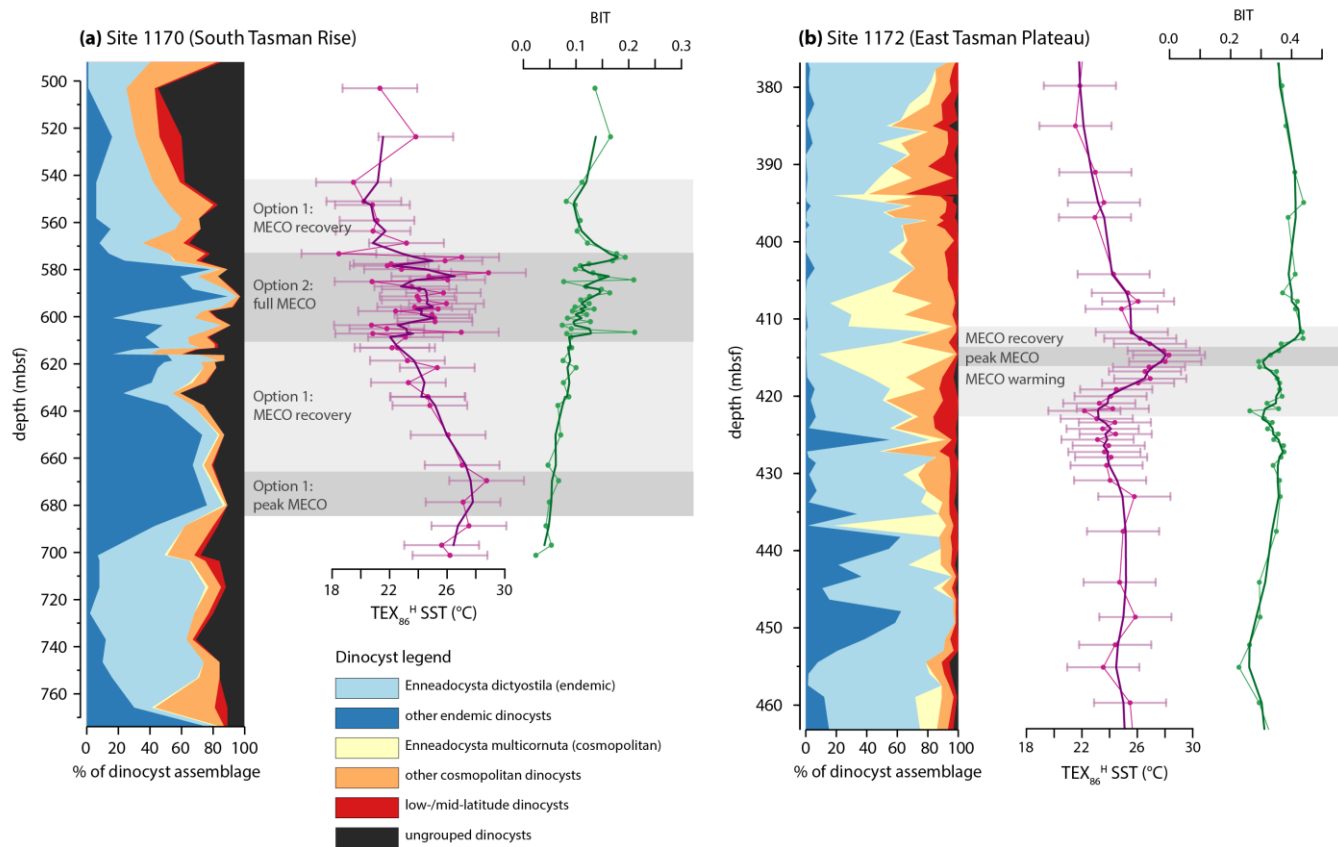 (a) Site 1170 (South Tasman Rise)
BIT
0.0 0.1 0.2 0.3
500
520
540
560
580
600
620
640
660
680
700
720
740
760
depth (mbsf)
0 20 40 60 80 100
% of dinocyst assemblage
Option 1:
MECO recovery
Option 2:
full MECO
Option 1:
MECO recovery
Option 1:
peak MECO
18 22 26 30
TEX86H SST (°C)
Dinocyst legend
Enneadocysta dictyostila (endemic)
other endemic dinocysts
Enneadocysta multicornuta (cosmopolitan)
other cosmopolitan dinocysts
low-/mid-latitude dinocysts
ungrouped dinocysts
(b) Site 1172 (East Tasman Plateau)
BIT
0.0 0.2 0.4
380
390
400
410
420
430
440
450
460
depth (mbsf)
0 20 40 60 80 100
% of dinocyst assemblage
MECO recovery
peak MECO
MECO warming
18 22 26 30
TEX86H SST (°C)